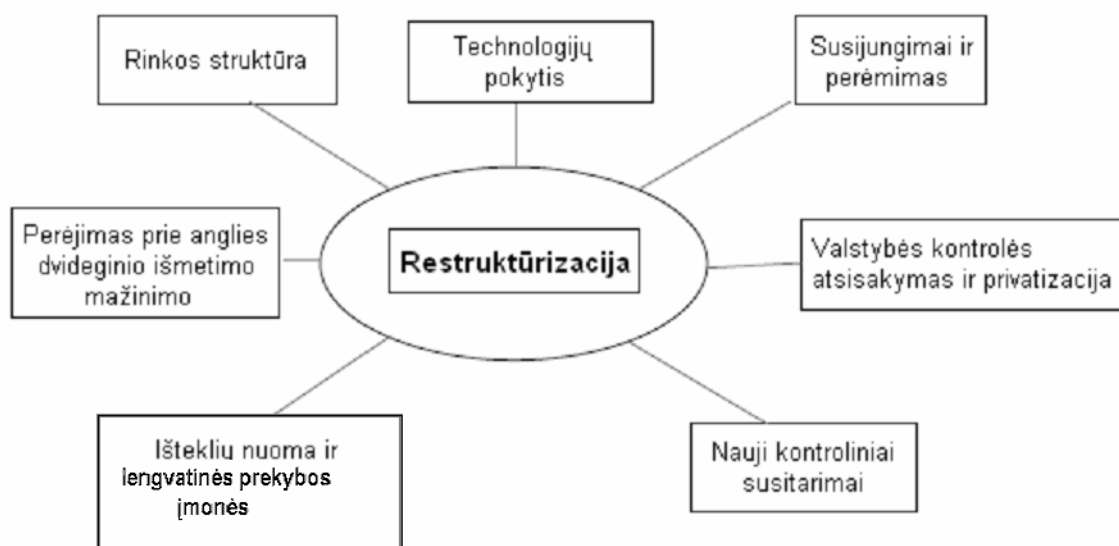 Rinkos struktūra
Technologijų
pokytis
Susijungimai ir
perėmimas
Perėjimas prie anglies
dvideginio išmetimo
mažinimo
Restruktūrizacija
Valstybės kontrolės
atsisakymas ir privatizacija
Išteklių nuoma ir
lengvatinės prekybos
įmonės
Nauji kontroliniai
susitarimai